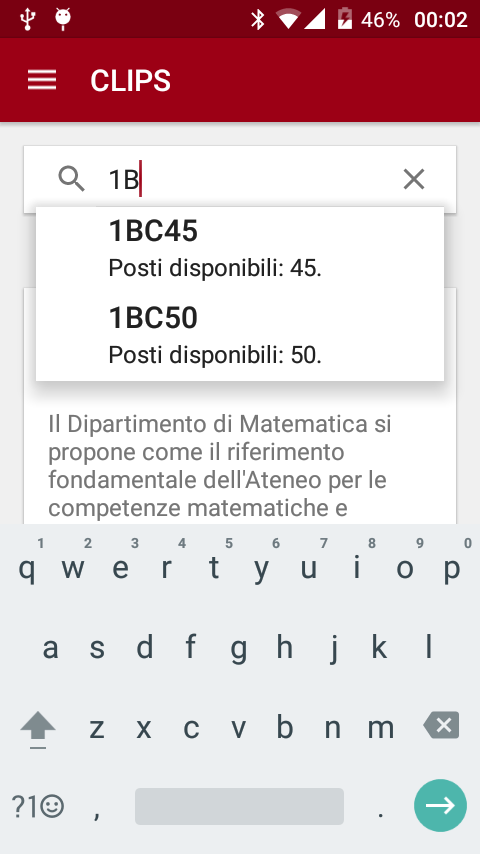 46% 00:02
CLIPS
1B
1BC45
Posti disponibili: 45.
1BC50
Posti disponibili: 50.
Il Dipartimento di Matematica si
propone come il riferimento
fondamentale dell'Ateneo per le
competenze matematiche e
1 2 3 4 5 6 7 8 9 0
q w e r t y u i o p
a s d f g h j k l
z x c v b n m
?1☺ , .